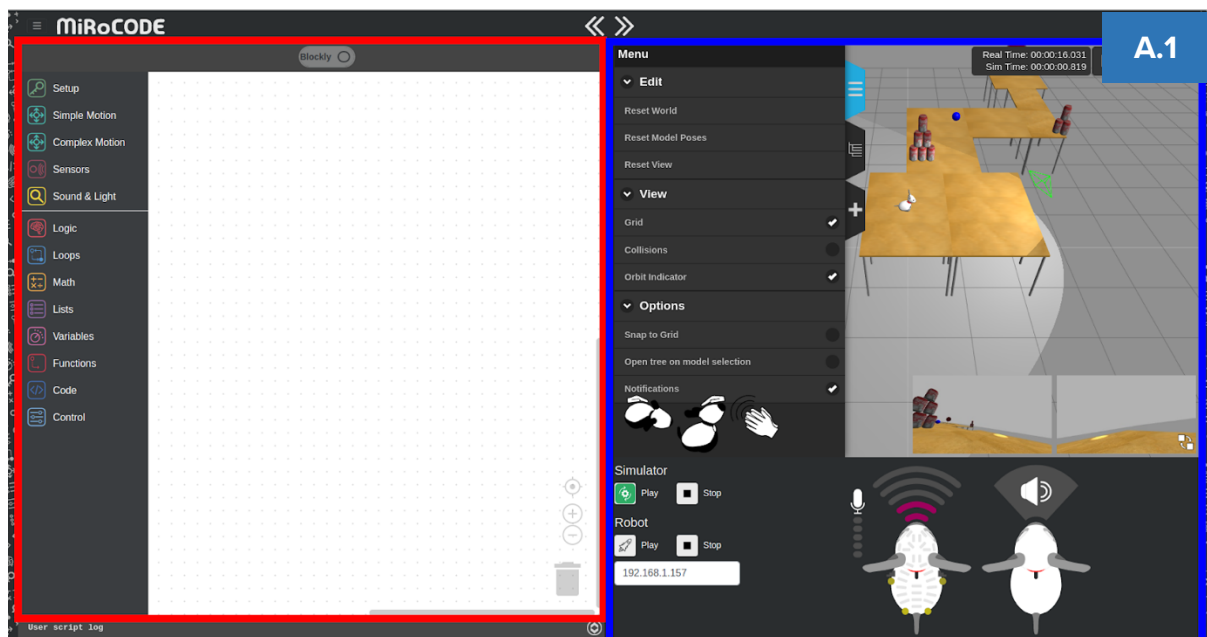 MiRoCODE
A.1
Blockly
Setup
Simple Motion
Complex Motion
Sensors
Sound & Light
Logic
Loops
Math
Lists
Variables
Functions
Code
Control
User script log
Menu
Edit
Reset World
Reset Model Poses
Reset View
View
Grid
Collisions
Orbit Indicator
Options
Snap to Grid
Open tree on model selection
Notifications
Real Time: 00:00:16.031
Sim Time: 00:00:00.819
Simulator
Play Stop
Robot
Play Stop
192.168.1.157